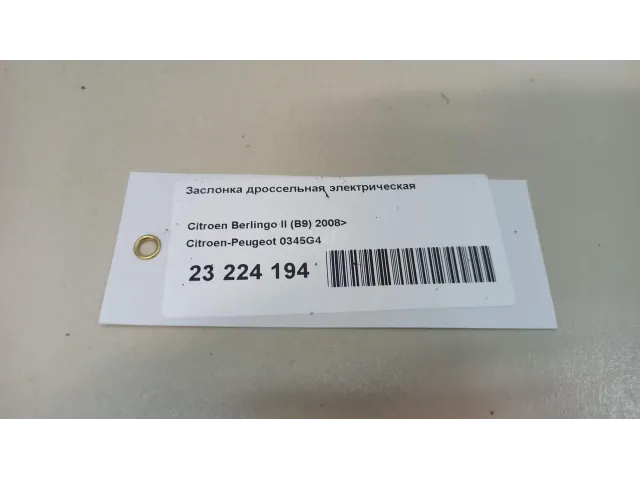 Заслонка дроссельная электрическая
Citroen Berlingo II (B9) 2008>
Citroen-Peugeot 0345G4
23 224 194